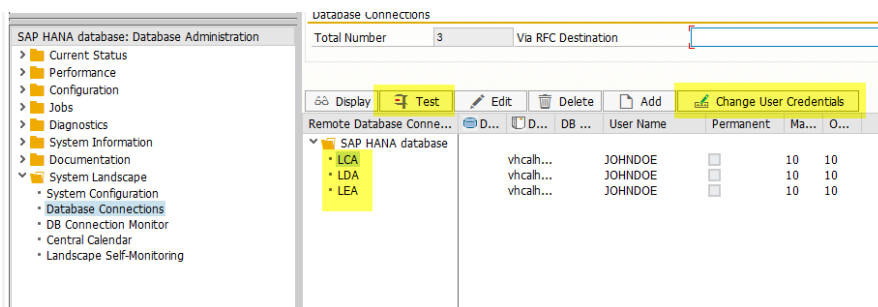 Database Connections
SAP HANA database: Database Administration
Total Number 3 Via RFC Destination
Current Status
Performance
Configuration
Jobs
Diagnostics
System Information
Documentation
System Landscape
System Configuration
Database Connections
DB Connection Monitor
Central Calendar
Landscape Self-Monitoring
Display Test Edit Delete Add Change User Credentials
Remote Database Conne... D... D... DB ... User Name Permanent Ma... O...
SAP HANA database
LCA vhcalh... JOHNDOE 10 10
LDA vhcalh... JOHNDOE 10 10
LEA vhcalh... JOHNDOE 10 10